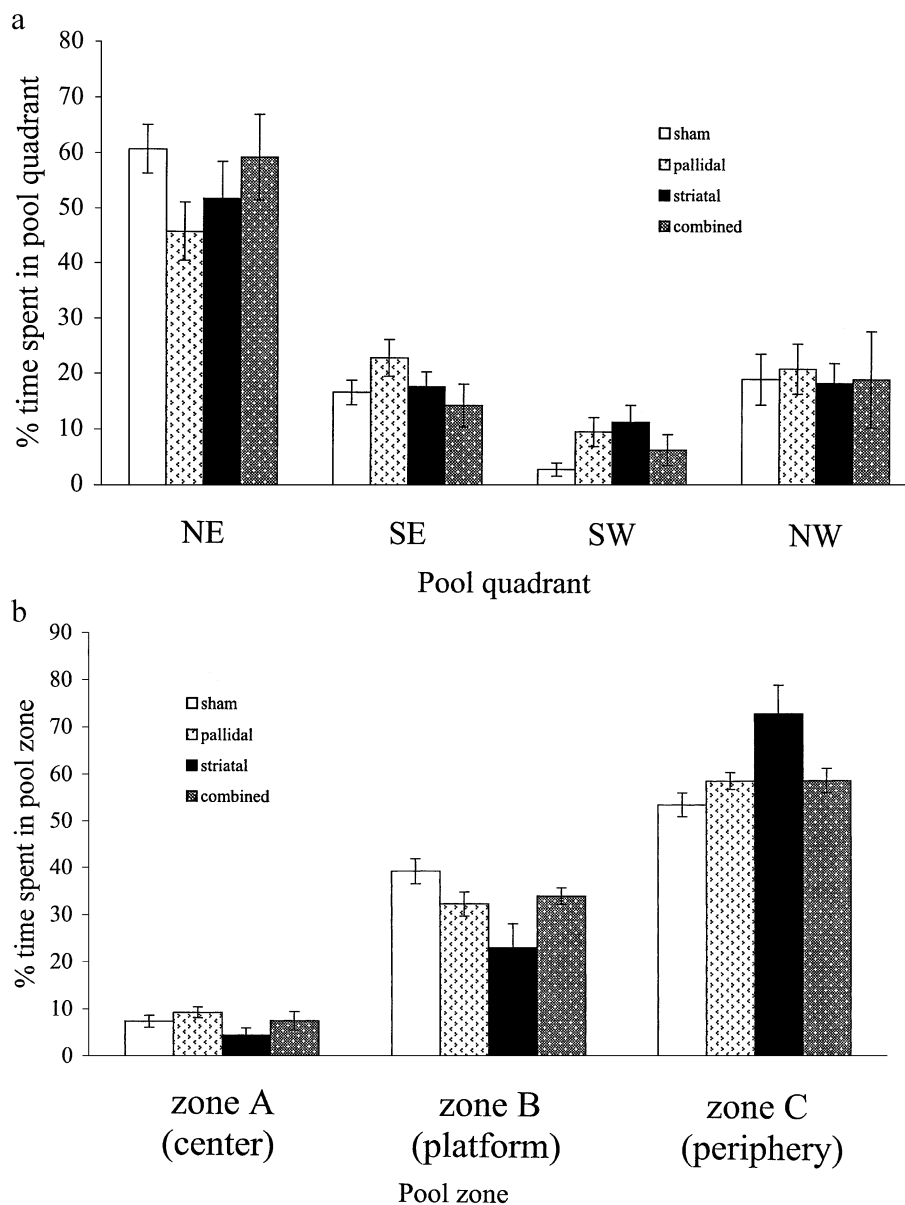 a
80
70
60
50
40
30
20
10
0
% time spent in pool quadrant
sham
pallidal
striatal
combined
NE SE SW NW
Pool quadrant
b
90
80
70
60
50
40
30
20
10
0
% time spent in pool zone
sham
pallidal
striatal
combined
zone A zone B zone C
(center) (platform) (periphery)
Pool zone